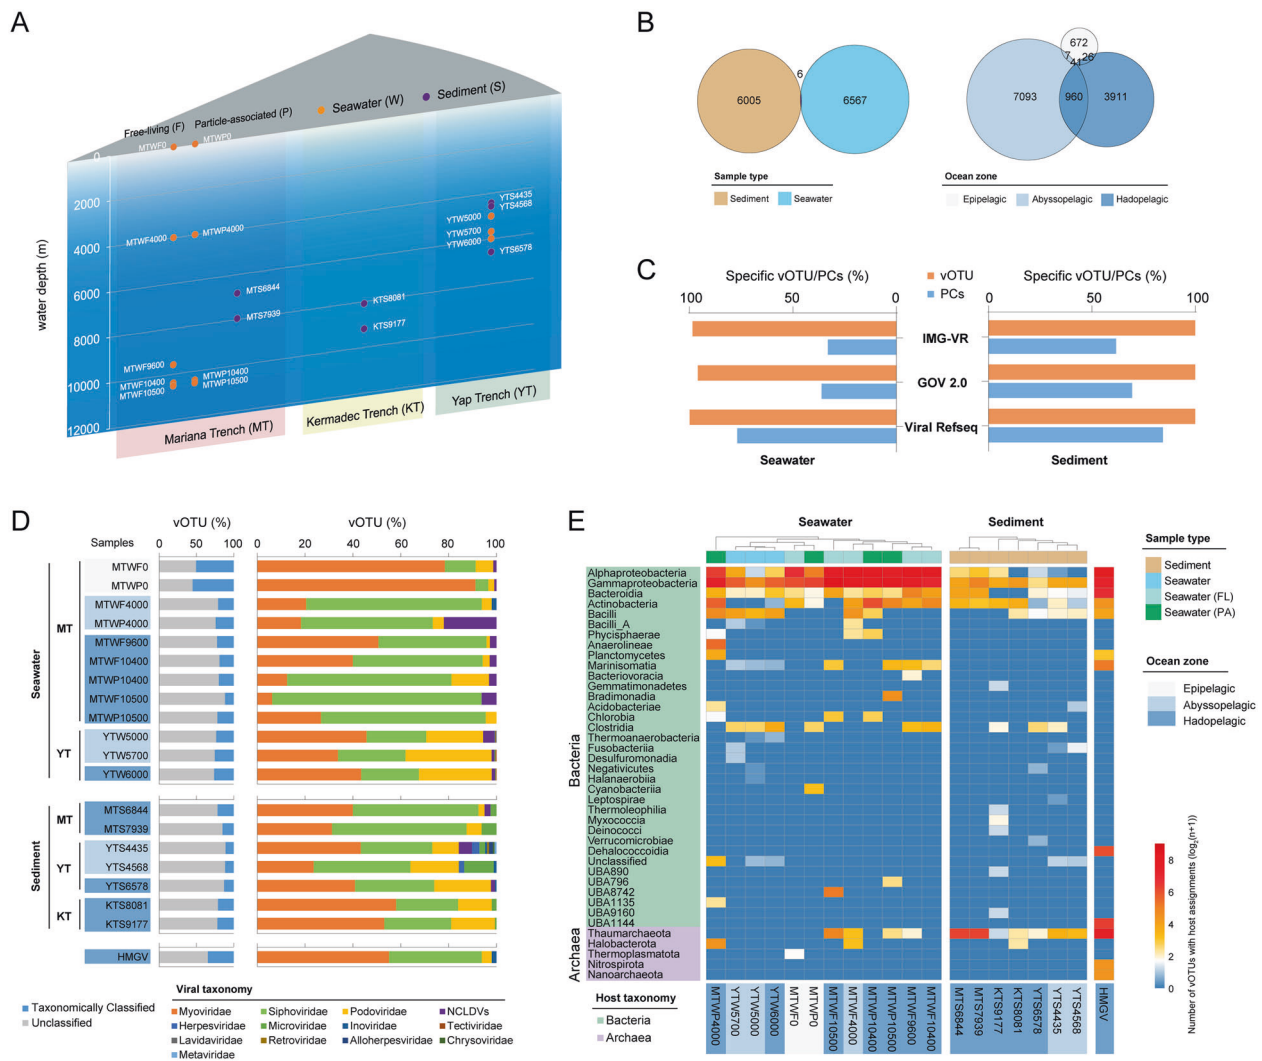 A
Free-living (F)
Particle-associated (P)
Seawater (W)
Sediment (S)
MTWF0
MTWP0
0
2000
4000
6000
8000
10000
12000
water depth (m)
MTWF4000
MTWP4000
YTS4435
YTS4568
YTW5000
YTW5700
YTW6000
YTS6578
MTS6844
MTS7939
KTS8081
KTS9177
MTWF9600
MTWF10400
MTWF10500
MTWP10400
MTWP10500
Mariana Trench (MT)
Kermadec Trench (KT)
Yap Trench (YT)
B
6005
6
6567
672
7
26
41
7093
960
3911
Sample type
Sediment
Seawater
Ocean zone
Epipelagic
Abyssopelagic
Hadopelagic
C
Specific vOTU/PCs (%)
vOTU
PCs
Specific vOTU/PCs (%)
100
50
0
0
50
100
IMG-VR
GOV 2.0
Viral Refseq
Seawater
Sediment
D
vOTU (%)
vOTU (%)
Samples
0
50
100
0
20
40
60
80
100
Seawater
MT
MTWF0
MTWP0
MTWF4000
MTWP4000
MTWF9600
MTWF10400
MTWP10400
MTWF10500
MTWP10500
YT
YTW5000
YTW5700
YTW6000
Sediment
MT
MTS6844
MTS7939
YT
YTS4435
YTS4568
YTS6578
KT
KTS8081
KTS9177
HMGV
Taxonomically Classified
Unclassified
Viral taxonomy
Myoviridae
Siphoviridae
Podoviridae
NCLDVs
Herpesviridae
Microviridae
Inoviridae
Tectiviridae
Lavidaviridae
Retroviridae
Alloherpesviridae
Chrysoviridae
Metaviridae
E
Seawater
Sediment
Bacteria
Alphaproteobacteria
Gammaproteobacteria
Bacteroidia
Actinobacteria
Bacilli
Bacilli_A
Phycisphaerae
Anaerolineae
Planctomycetes
Marinisomatia
Bacteriovoracia
Gemmatimonadetes
Bradimonadia
Acidobacteriae
Chlorobia
Clostridia
Thermoanaerobacteria
Fusobacteriia
Desulfuromonadia
Negativicutes
Halanaerobiia
Cyanobacteriia
Leptospirae
Thermoleophilia
Myxococcia
Deinococci
Verrucomicrobiae
Dehalococcoidia
Unclassified
UBA890
UBA796
UBA8742
UBA1135
UBA9160
UBA1144
Archaea
Thaumarchaeota
Halobacterota
Thermoplasmatota
Nitrospirota
Nanoarchaeota
MTWP4000
YTW5700
YTW5000
YTW6000
MTWF0
MTWP0
MTWF10500
MTWF4000
MTWP10400
MTWP10500
MTWF9600
MTWF10400
MTS6844
MTS7939
KTS9177
KTS8081
YTS6578
YTS4435
YTS4568
HMGV
Host taxonomy
Bacteria
Archaea
Sample type
Sediment
Seawater
Seawater (FL)
Seawater (PA)
Ocean zone
Epipelagic
Abyssopelagic
Hadopelagic
8
6
4
2
0
Number of vOTUs with host assignments (log2(n+1))